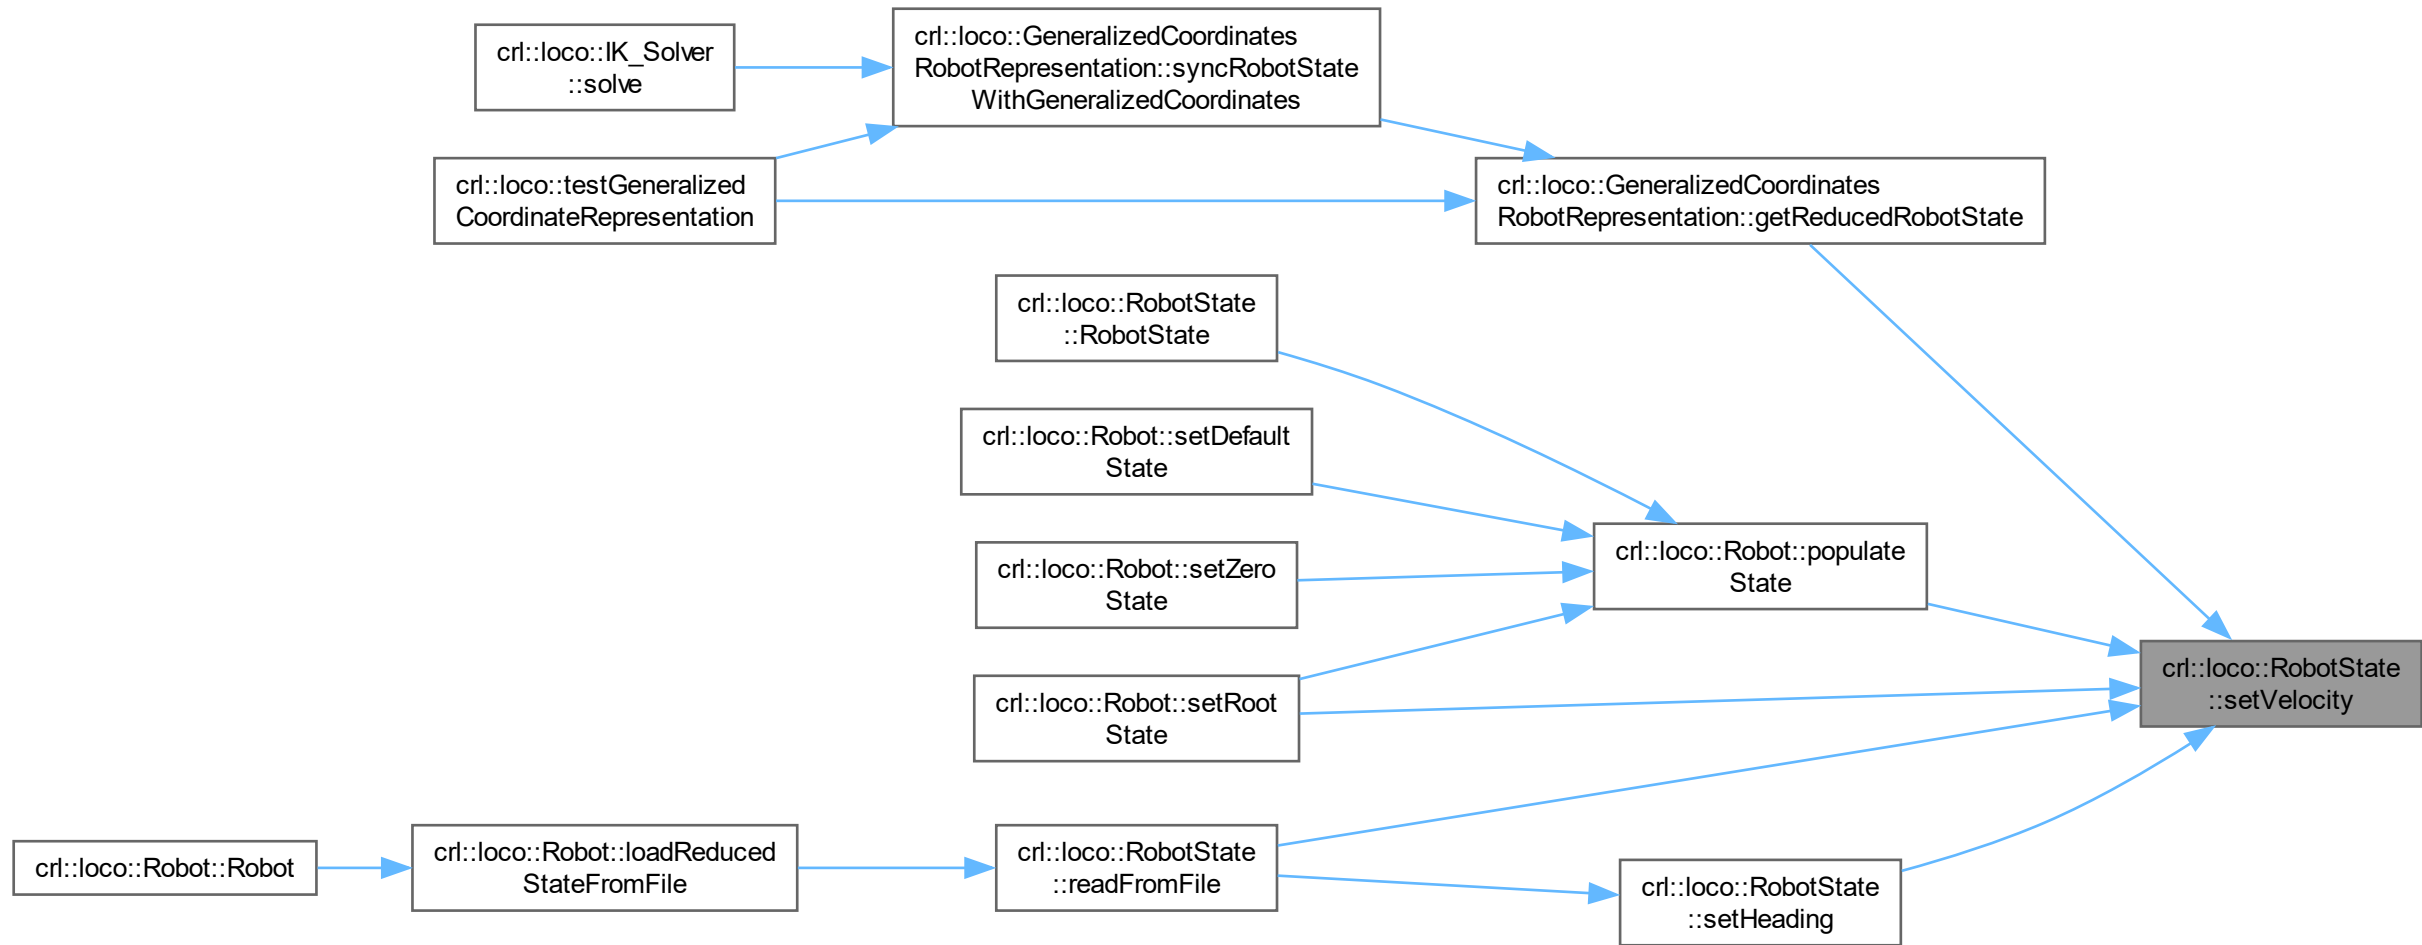 crl::loco::IK_Solver
::solve
crl::loco::GeneralizedCoordinates
RobotRepresentation::syncRobotState
WithGeneralizedCoordinates
crl::loco::testGeneralized
CoordinateRepresentation
crl::loco::GeneralizedCoordinates
RobotRepresentation::getReducedRobotState
crl::loco::RobotState
::RobotState
crl::loco::Robot::setDefault
State
crl::loco::Robot::setZero
State
crl::loco::Robot::populate
State
crl::loco::Robot::setRoot
State
crl::loco::RobotState
::setVelocity
crl::loco::Robot::Robot
crl::loco::Robot::loadReduced
StateFromFile
crl::loco::RobotState
::readFromFile
crl::loco::RobotState
::setHeading